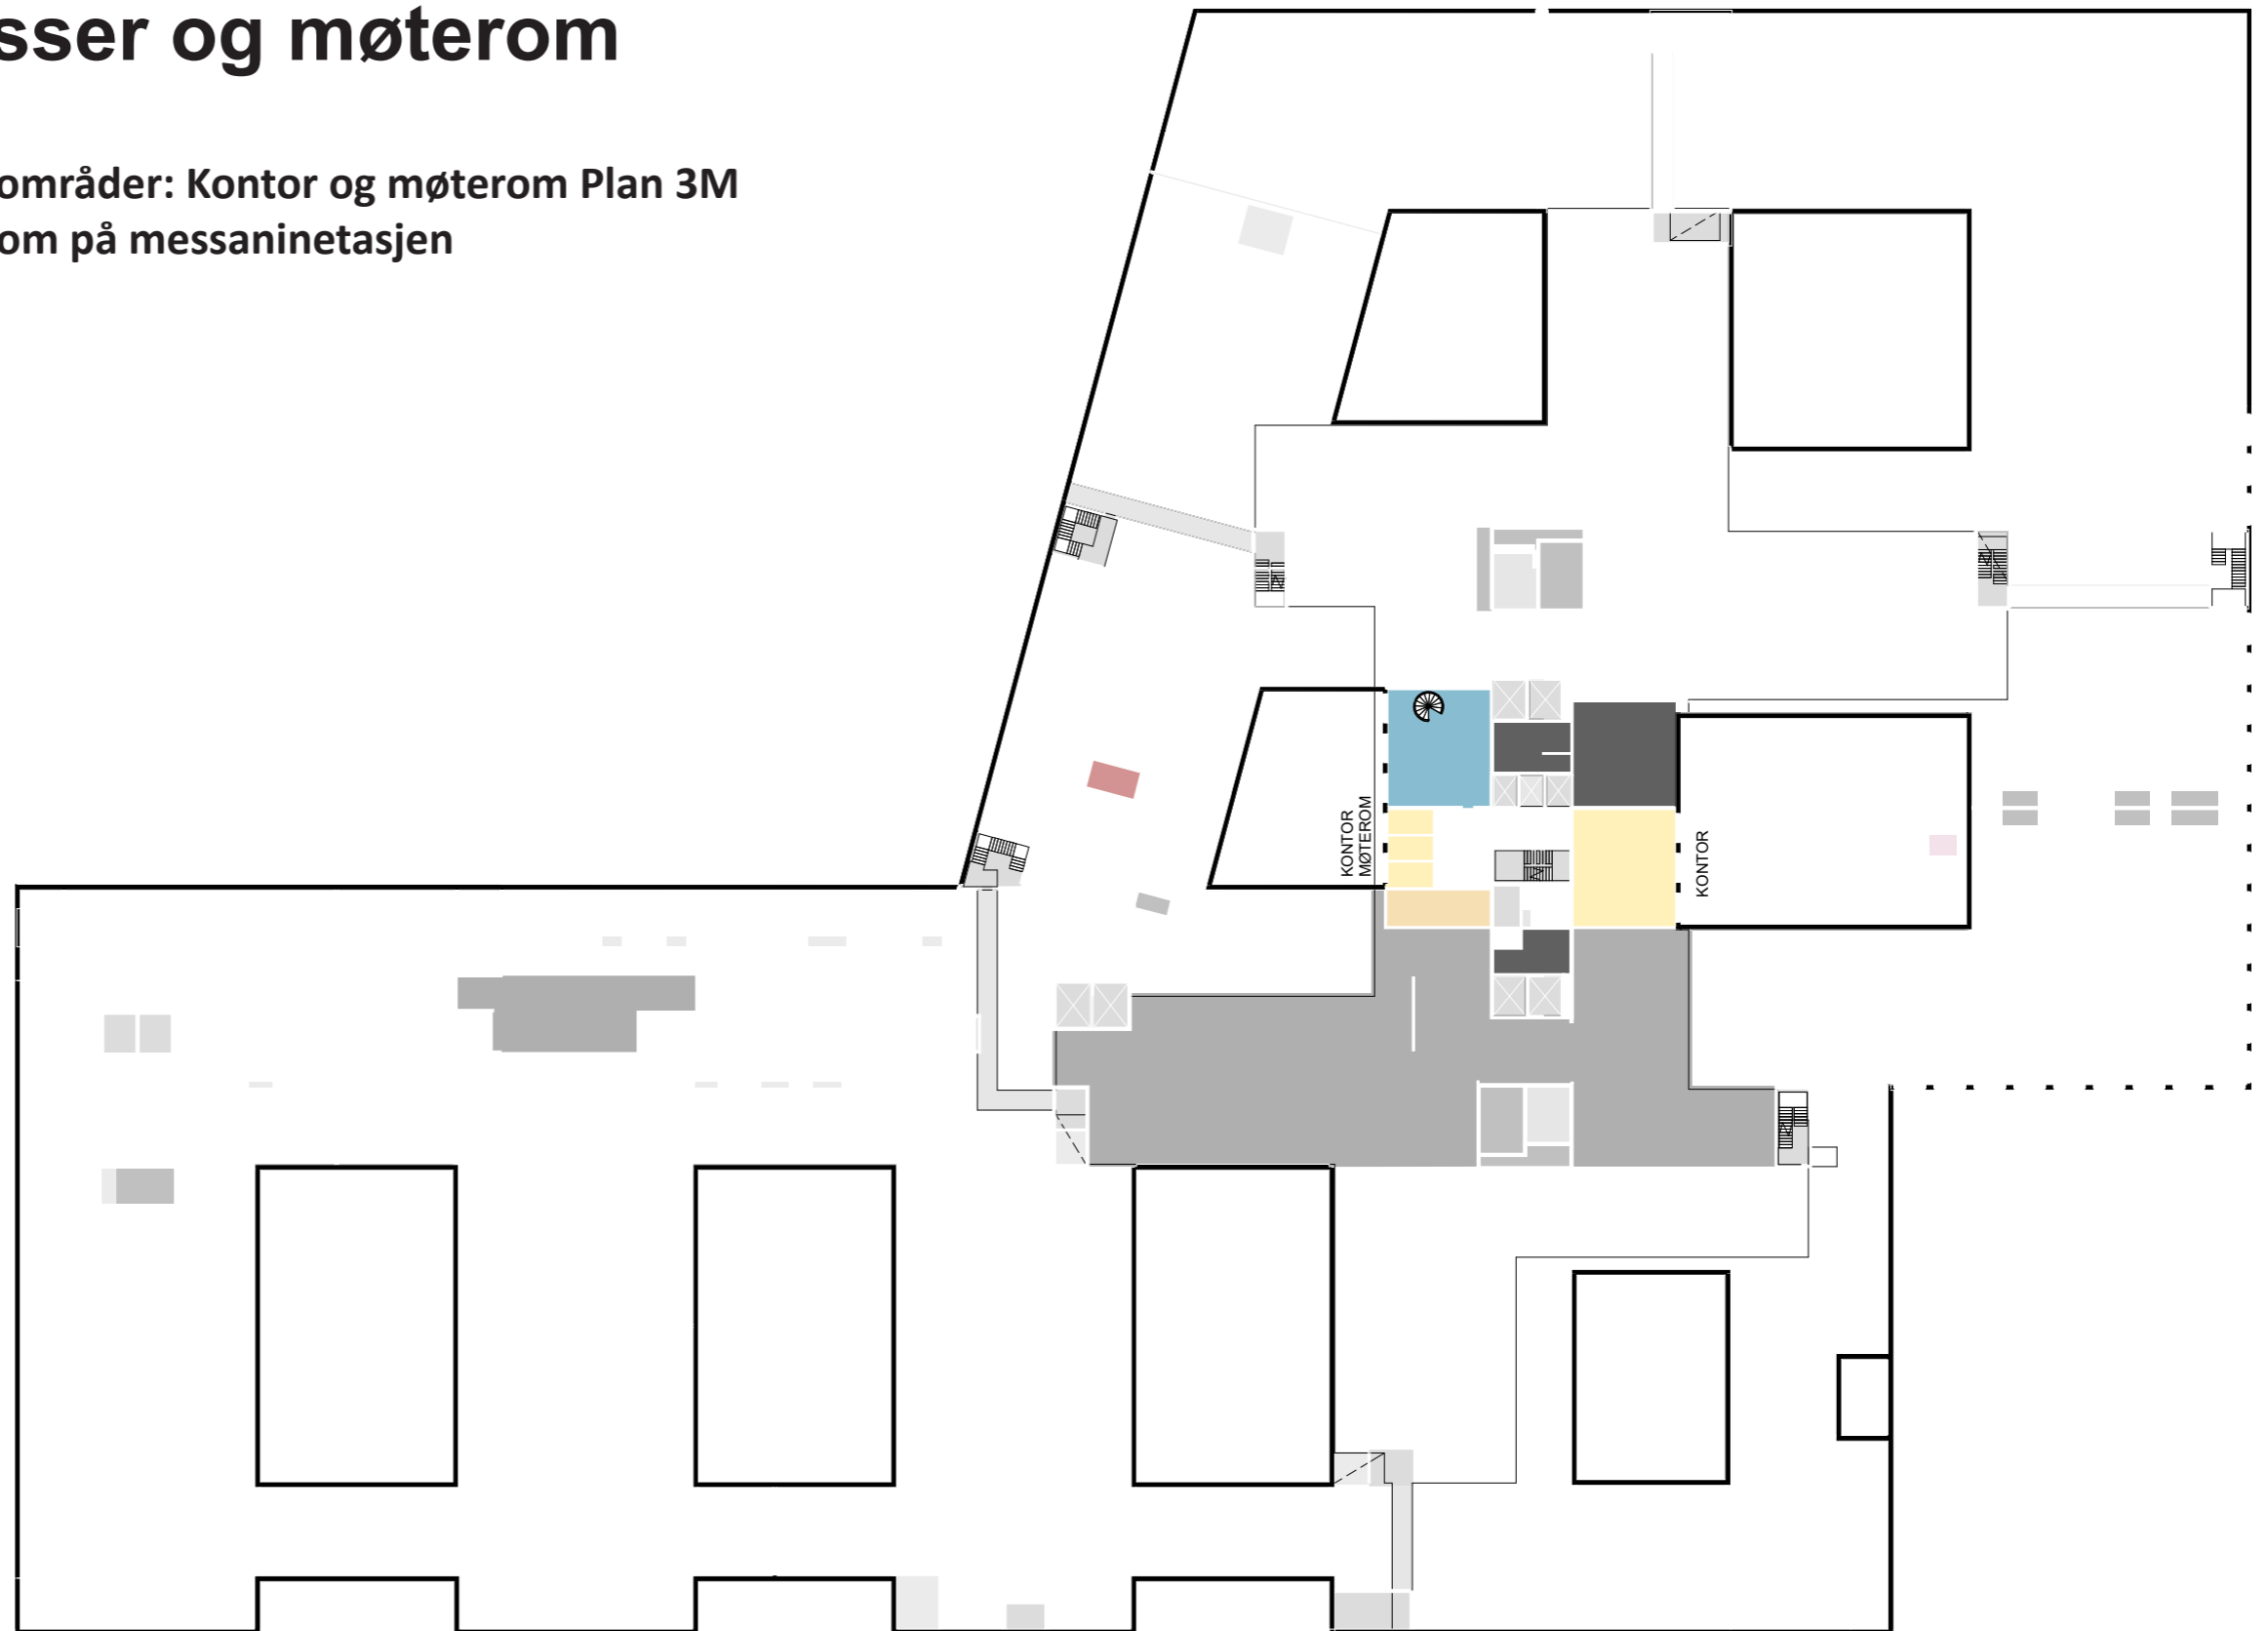 sser og møterom
områder: Kontor og møterom Plan 3M
om på messaninetasjen
KONTOR
MØTEROM
KONTOR